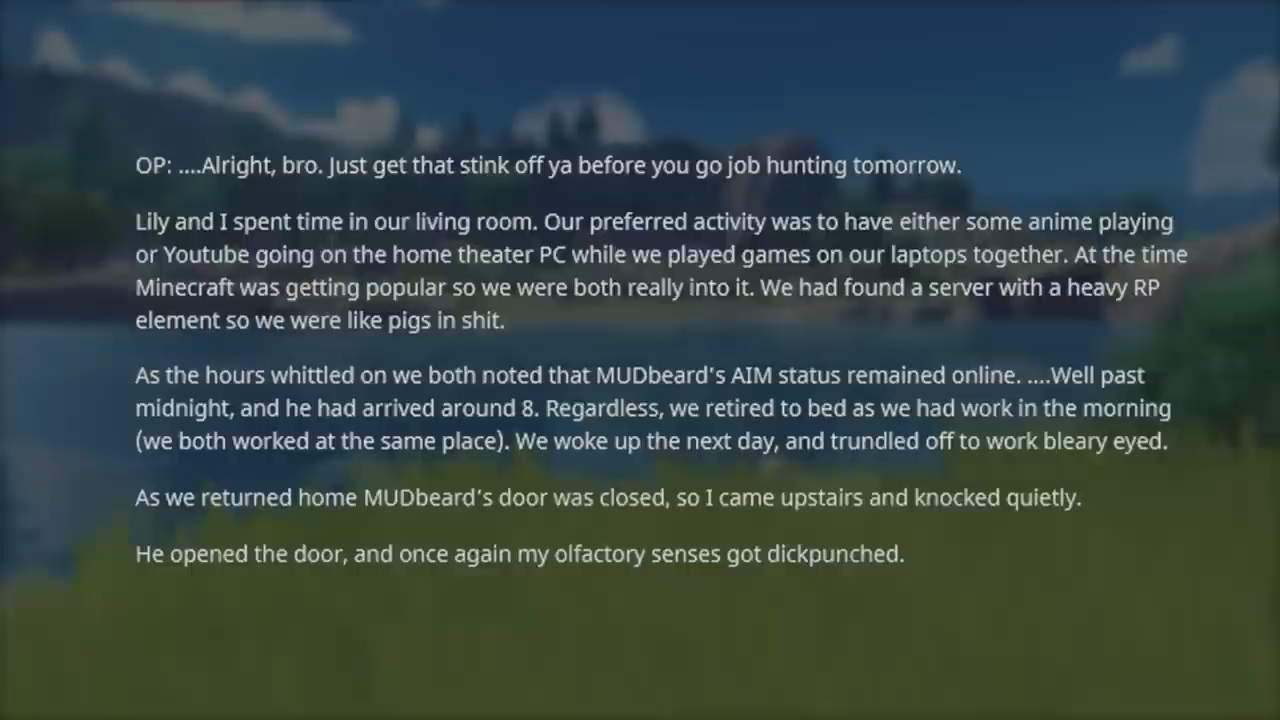 OP: ....Alright, bro. Just get that stink off ya before you go job hunting tomorrow.
Lily and I spent time in our living room. Our preferred activity was to have either some anime playing
or Youtube going on the home theater PC while we played games on our laptops together. At the time
Minecraft was getting popular so we were both really into it. We had found a server with a heavy RP
element so we were like pigs in shit.
As the hours whittled on we both noted that MUDbeard's AIM status remained online. ....Well past
midnight, and he had arrived around 8. Regardless, we retired to bed as we had work in the morning
(we both worked at the same place). We woke up the next day, and trundled off to work bleary eyed.
As we returned home MUDbeard's door was closed, so I came upstairs and knocked quietly.
He opened the door, and once again my olfactory senses got dickpunched.